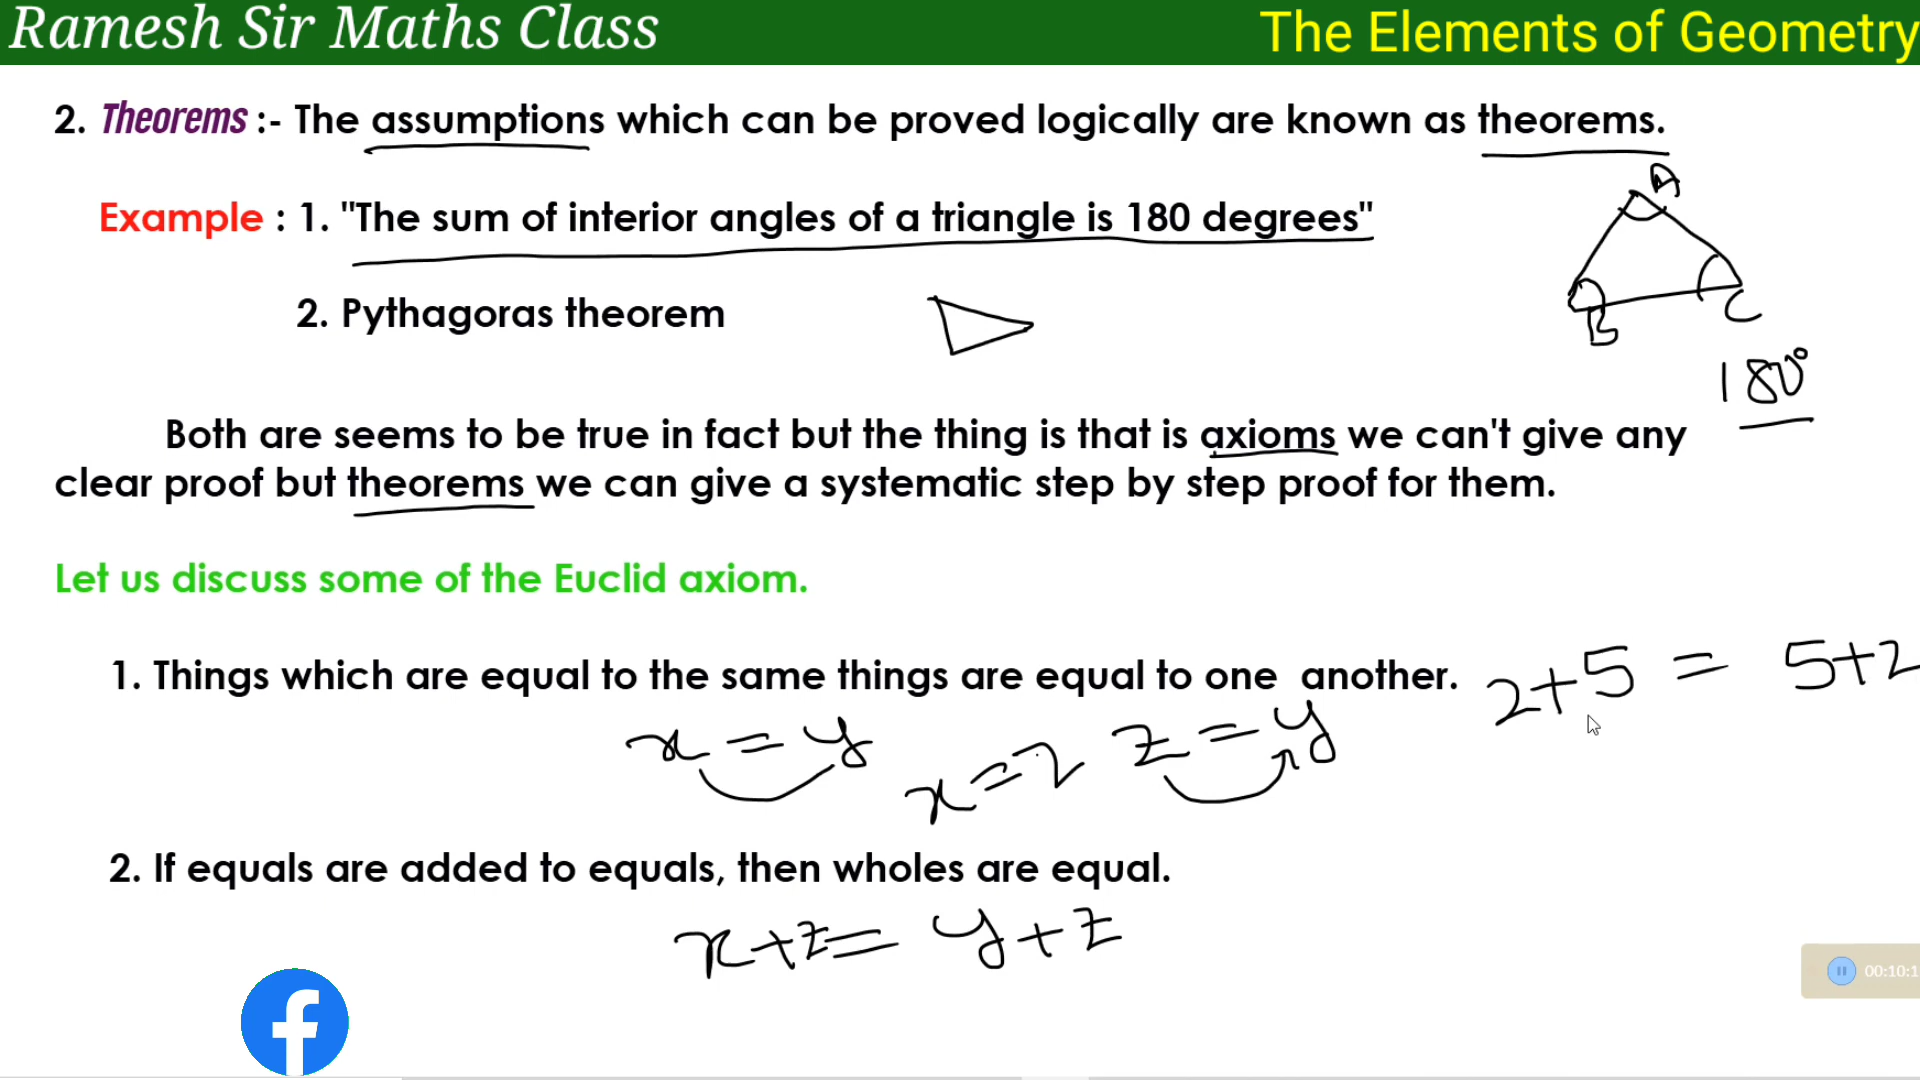 Ramesh Sir Maths Class
The Elements of Geometry
2. Theorems :- The assumptions which can be proved logically are known as theorems.
A
Example : 1. "The sum of interior angles of a triangle is 180 degrees"
2. Pythagoras theorem
B
C
180°
Both are seems to be true in fact but the thing is that is axioms we can't give any
clear proof but theorems we can give a systematic step by step proof for them.
Let us discuss some of the Euclid axiom.
1. Things which are equal to the same things are equal to one another.
2+5 = 5+2
x = y
x = z
z = y
2. If equals are added to equals, then wholes are equal.
x+z = y+z
f
00:10:1